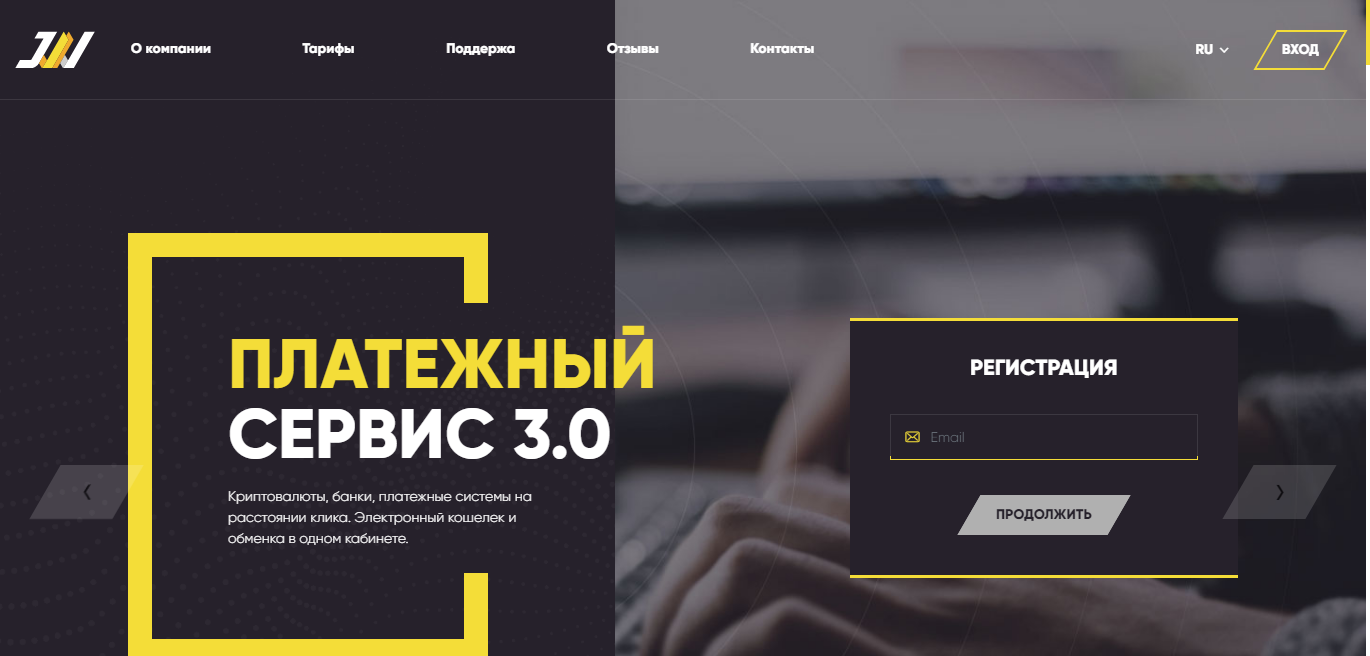 О компании
Тарифы
Поддержа
Отзывы
Контакты
RU
ВХОД
ПЛАТЕЖНЫЙ
СЕРВИС 3.0
Криптовалюты, банки, платежные системы на
расстоянии клика. Электронный кошелек и
обменка в одном кабинете.
РЕГИСТРАЦИЯ
Email
ПРОДОЛЖИТЬ